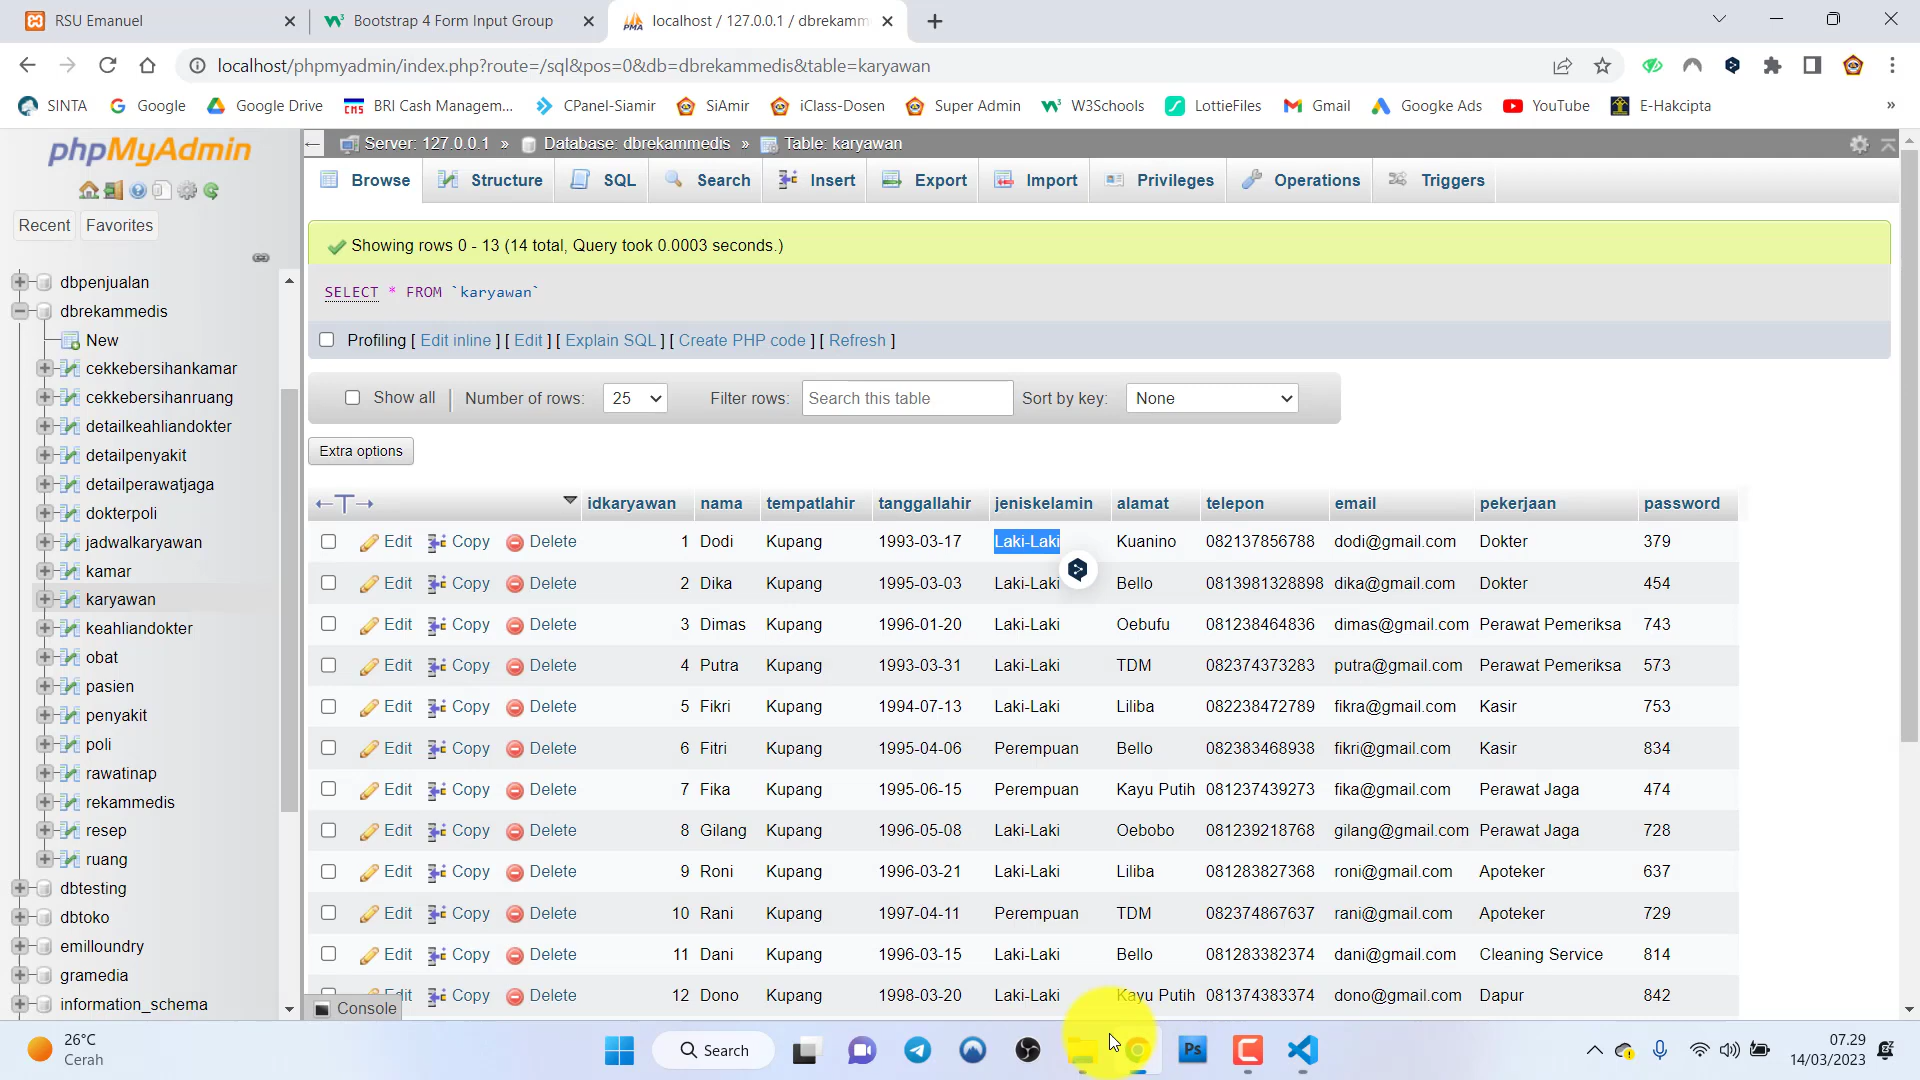 RSU Emanuel
Bootstrap 4 Form Input Group
localhost / 127.0.0.1 / dbrekamm
localhost/phpmyadmin/index.php?route=/sql&pos=0&db=dbrekammedis&table=karyawan
SINTA Google Google Drive BRI Cash Managem... CPanel-Siamir SiAmir iClass-Dosen Super Admin W3Schools LottieFiles Gmail Googke Ads YouTube E-Hakcipta »
phpMyAdmin
Recent Favorites
dbpenjualan
dbrekammedis
New
cekkebersihankamar
cekkebersihanruang
detailkeahliandokter
detailpenyakit
detailperawatjaga
dokterpoli
jadwalkaryawan
kamar
karyawan
keahliandokter
obat
pasien
penyakit
poli
rawatinap
rekammedis
resep
ruang
dbtesting
dbtoko
emilloundry
gramedia
information_schema
Server: 127.0.0.1 » Database: dbrekammedis » Table: karyawan
Browse Structure SQL Search Insert Export Import Privileges Operations Triggers
Showing rows 0 - 13 (14 total, Query took 0.0003 seconds.)
SELECT * FROM `karyawan`
Profiling [ Edit inline ] [ Edit ] [ Explain SQL ] [ Create PHP code ] [ Refresh ]
Show all Number of rows: 25 Filter rows: Search this table Sort by key: None
Extra options
idkaryawan nama tempatlahir tanggallahir jeniskelamin alamat telepon email pekerjaan password
Edit Copy Delete 1 Dodi Kupang 1993-03-17 Laki-Laki Kuanino 082137856788 dodi@gmail.com Dokter 379
Edit Copy Delete 2 Dika Kupang 1995-03-03 Laki-Laki Bello 0813981328898 dika@gmail.com Dokter 454
Edit Copy Delete 3 Dimas Kupang 1996-01-20 Laki-Laki Oebufu 081238464836 dimas@gmail.com Perawat Pemeriksa 743
Edit Copy Delete 4 Putra Kupang 1993-03-31 Laki-Laki TDM 082374373283 putra@gmail.com Perawat Pemeriksa 573
Edit Copy Delete 5 Fikri Kupang 1994-07-13 Laki-Laki Liliba 082238472789 fikra@gmail.com Kasir 753
Edit Copy Delete 6 Fitri Kupang 1995-04-06 Perempuan Bello 082383468938 fikri@gmail.com Kasir 834
Edit Copy Delete 7 Fika Kupang 1995-06-15 Perempuan Kayu Putih 081237439273 fika@gmail.com Perawat Jaga 474
Edit Copy Delete 8 Gilang Kupang 1996-05-08 Laki-Laki Oebobo 081239218768 gilang@gmail.com Perawat Jaga 728
Edit Copy Delete 9 Roni Kupang 1996-03-21 Laki-Laki Liliba 081283827368 roni@gmail.com Apoteker 637
Edit Copy Delete 10 Rani Kupang 1997-04-11 Perempuan TDM 082374867637 rani@gmail.com Apoteker 729
Edit Copy Delete 11 Dani Kupang 1996-03-15 Laki-Laki Bello 081283382374 dani@gmail.com Cleaning Service 814
Edit Copy Delete 12 Dono Kupang 1998-03-20 Laki-Laki Kayu Putih 081374383374 dono@gmail.com Dapur 842
Console
26°C
Cerah
Search
Ps
07.29
14/03/2023